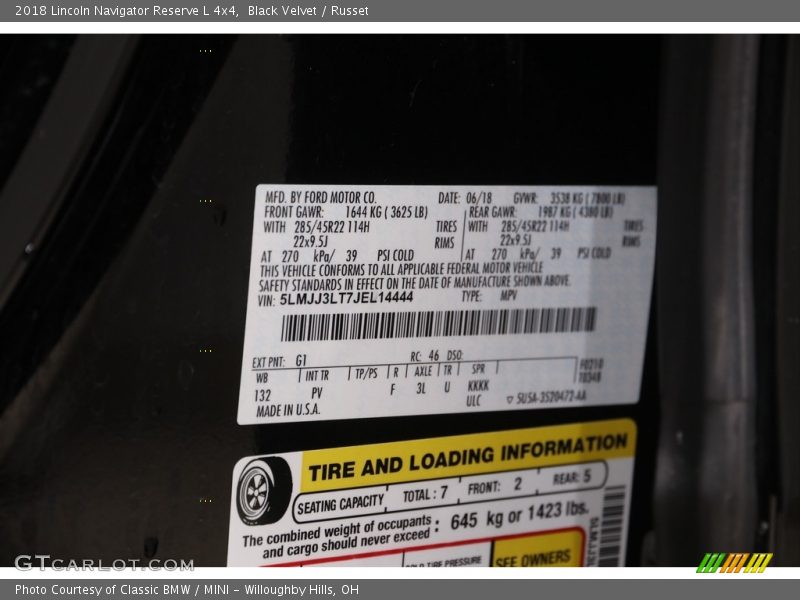 2018 Lincoln Navigator Reserve L 4x4, Black Velvet / Russet
MFD. BY FORD MOTOR CO. DATE: 06/18 GVWR: 3538 KG ( 7800 LB)
FRONT GAWR: 1644 KG ( 3625 LB) REAR GAWR: 1987 KG ( 4380 LB)
WITH 285/45R22 114H TIRES WITH 285/45R22 114H TIRES
22x9.5J RIMS 22x9.5J RIMS
AT 270 kPa/ 39 PSI COLD AT 270 kPa/ 39 PSI COLD
THIS VEHICLE CONFORMS TO ALL APPLICABLE FEDERAL MOTOR VEHICLE
SAFETY STANDARDS IN EFFECT ON THE DATE OF MANUFACTURE SHOWN ABOVE.
VIN: 5LMJJ3LT7JEL14444 TYPE: MPV
EXT PNT: G1 RC: 46 DSO:
WB INT TR TP/PS R AXLE TR SPR
132 PV F 3L U KKKK
ULC
MADE IN U.S.A. ▽ SU5A-3520472-AA
TIRE AND LOADING INFORMATION
SEATING CAPACITY TOTAL : 7 FRONT: 2 REAR: 5
The combined weight of occupants
and cargo should never exceed : 645 kg or 1423 lbs.
TIRE PRESSURE SEE OWNERS
GTcarlot.com
Photo Courtesy of Classic BMW / MINI - Willoughby Hills, OH